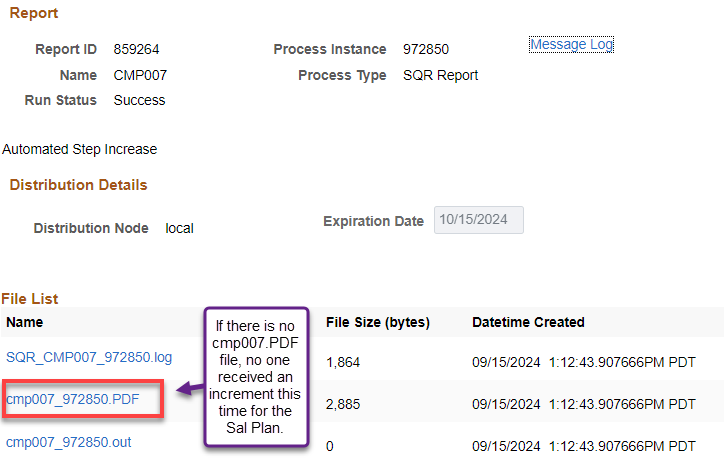 Report
Report ID 859264 Process Instance 972850 Message Log
Name CMP007 Process Type SQR Report
Run Status Success
Automated Step Increase
Distribution Details
Distribution Node local Expiration Date 10/15/2024
File List
Name File Size (bytes) Datetime Created
SQR_CMP007_972850.log 1,864 09/15/2024 1:12:43.907666PM PDT
cmp007_972850.PDF 2,885 09/15/2024 1:12:43.907666PM PDT
cmp007_972850.out 0 09/15/2024 1:12:43.907666PM PDT
If there is no
cmp007.PDF
file, no one
received an
increment this
time for the
Sal Plan.